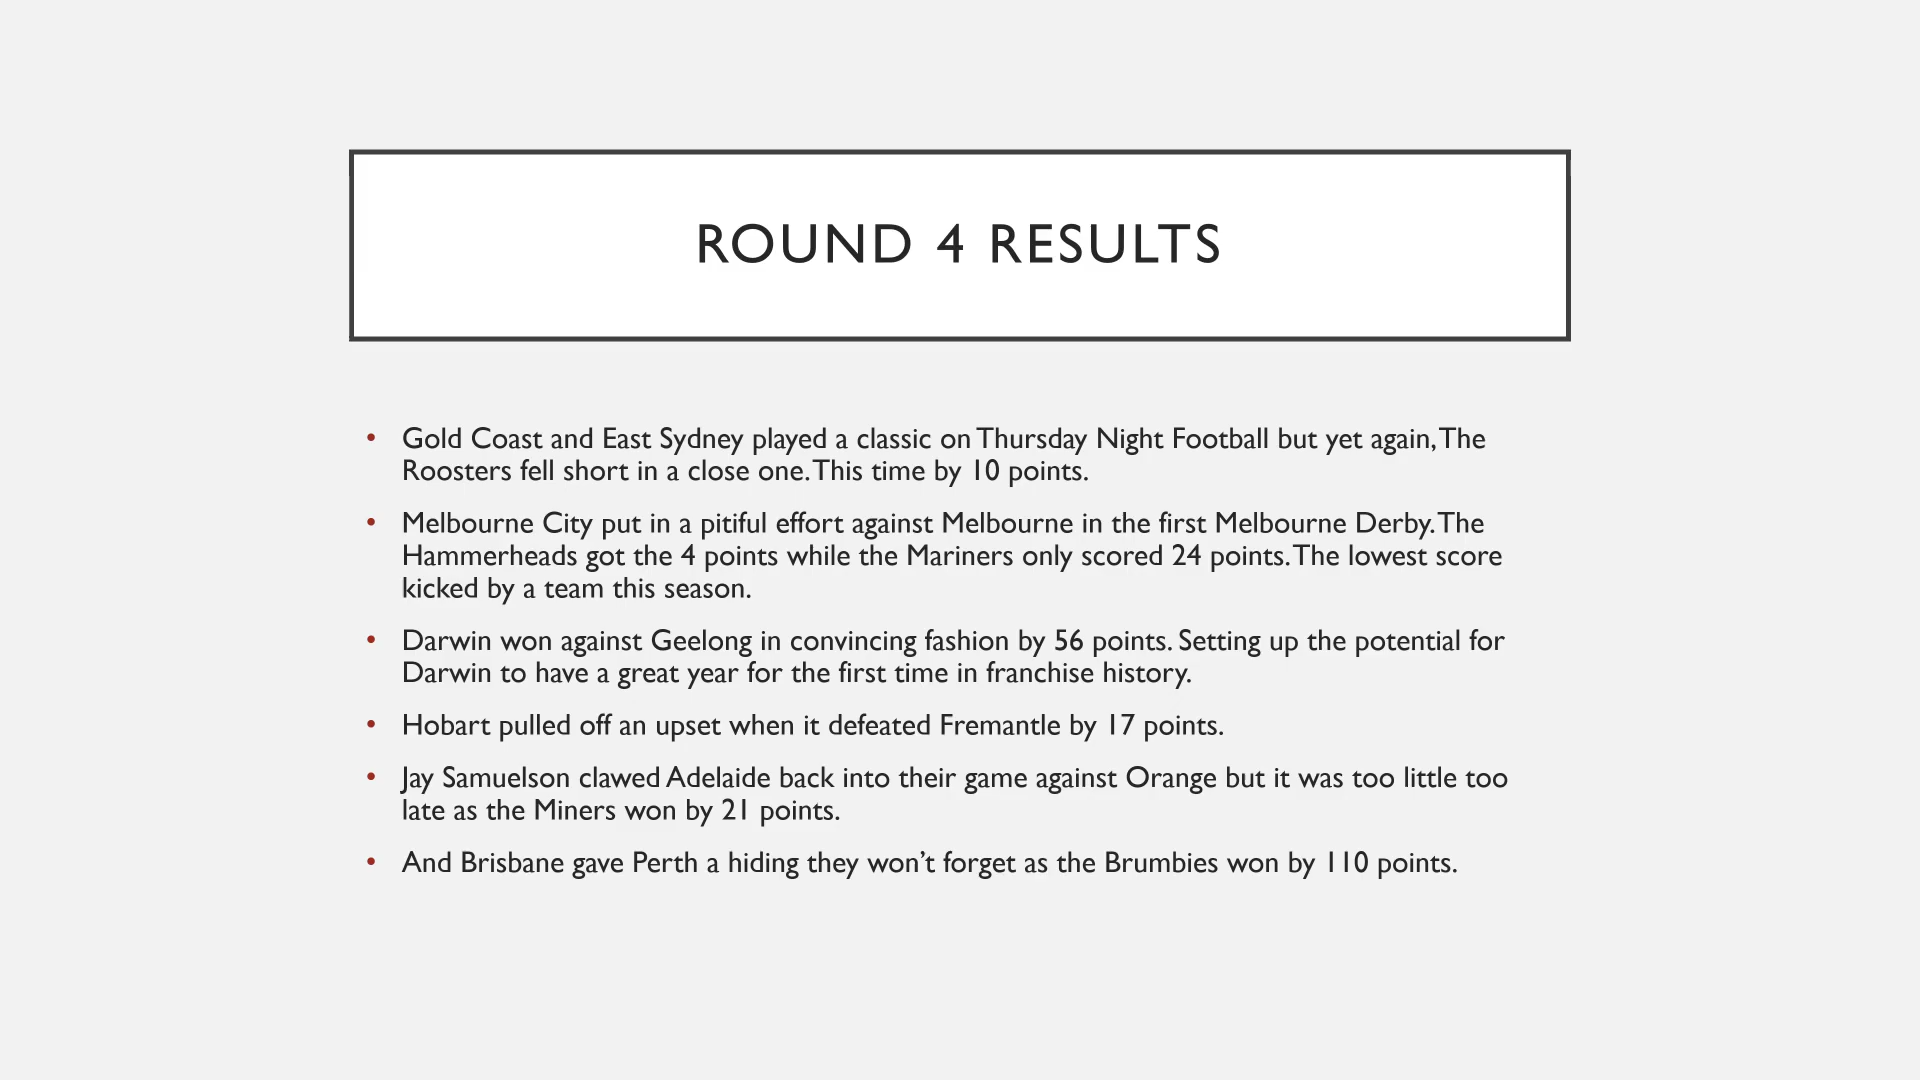 ROUND 4 RESULTS
• Gold Coast and East Sydney played a classic on Thursday Night Football but yet again, The
Roosters fell short in a close one. This time by 10 points.
• Melbourne City put in a pitiful effort against Melbourne in the first Melbourne Derby. The
Hammerheads got the 4 points while the Mariners only scored 24 points. The lowest score
kicked by a team this season.
• Darwin won against Geelong in convincing fashion by 56 points. Setting up the potential for
Darwin to have a great year for the first time in franchise history.
• Hobart pulled off an upset when it defeated Fremantle by 17 points.
• Jay Samuelson clawed Adelaide back into their game against Orange but it was too little too
late as the Miners won by 21 points.
• And Brisbane gave Perth a hiding they won’t forget as the Brumbies won by 110 points.